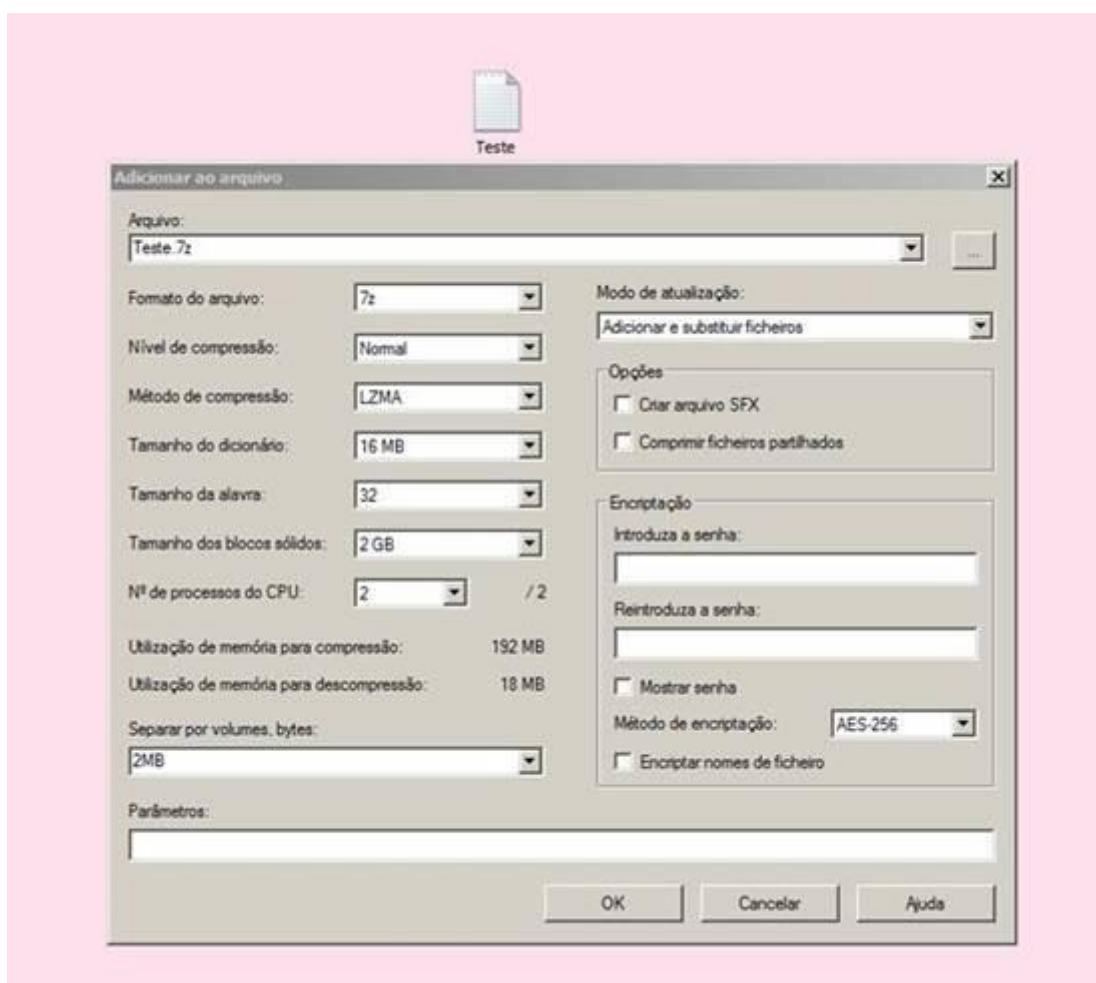 Teste
Adicionar ao arquivo
Arquivo:
Teste.7z
...
Formato do arquivo: 7z
Nível de compressão: Normal
Método de compressão: LZMA
Tamanho do dicionário: 16 MB
Tamanho da alavra: 32
Tamanho dos blocos sólidos: 2 GB
Nº de processos do CPU: 2 / 2
Utilização de memória para compressão: 192 MB
Utilização de memória para descompressão: 18 MB
Separar por volumes, bytes:
2MB
Modo de atualização:
Adicionar e substituir ficheiros
Opções
Criar arquivo SFX
Comprimir ficheiros partilhados
Encriptação
Introduza a senha:
Reintroduza a senha:
Mostrar senha
Método de encriptação: AES-256
Encriptar nomes de ficheiro
Parâmetros:
OK Cancelar Ajuda